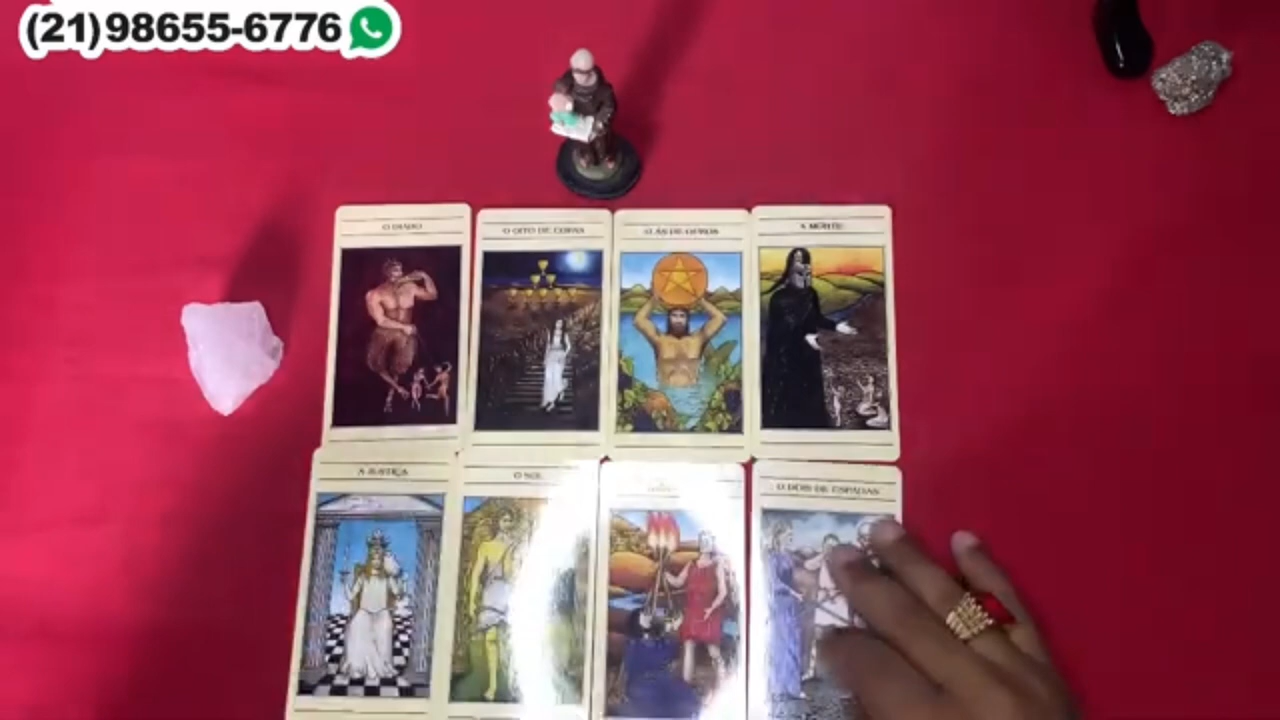 (21)98655-6776
O DIABO
O OITO DE COPAS
O ÁS DE OUROS
A MORTE
A JUSTIÇA
O SOL
O DOIS DE ESPADAS